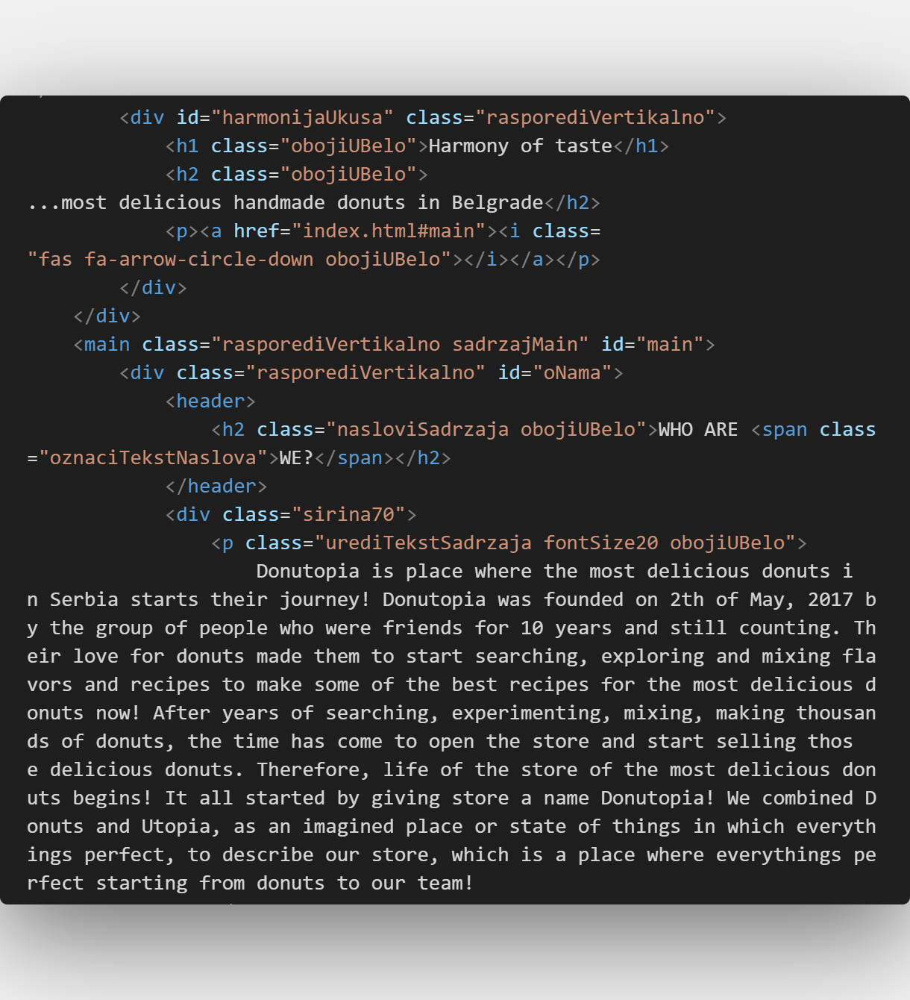 <div id="harmonijaUkusa" class="rasporediVertikalno">
<h1 class="obojiUBelo">Harmony of taste</h1>
<h2 class="obojiUBelo">
...most delicious handmade donuts in Belgrade</h2>
<p><a href="index.html#main"><i class=
"fas fa-arrow-circle-down obojiUBelo"></i></a></p>
</div>
</div>
<main class="rasporediVertikalno sadrzajMain" id="main">
<div class="rasporediVertikalno" id="oNama">
<header>
<h2 class="nasloviSadrzaja obojiUBelo">WHO ARE <span class
="oznaciTekstNaslova">WE?</span></h2>
</header>
<div class="sirina70">
<p class="urediTekstSadrzaja fontSize20 obojiUBelo">
Donutopia is place where the most delicious donuts i
n Serbia starts their journey! Donutopia was founded on 2th of May, 2017 b
y the group of people who were friends for 10 years and still counting. Th
eir love for donuts made them to start searching, exploring and mixing fla
vors and recipes to make some of the best recipes for the most delicious d
onuts now! After years of searching, experimenting, mixing, making thousan
ds of donuts, the time has come to open the store and start selling thos
e delicious donuts. Therefore, life of the store of the most delicious don
uts begins! It all started by giving store a name Donutopia! We combined D
onuts and Utopia, as an imagined place or state of things in which everyth
ings perfect, to describe our store, which is a place where everythings pe
rfect starting from donuts to our team!